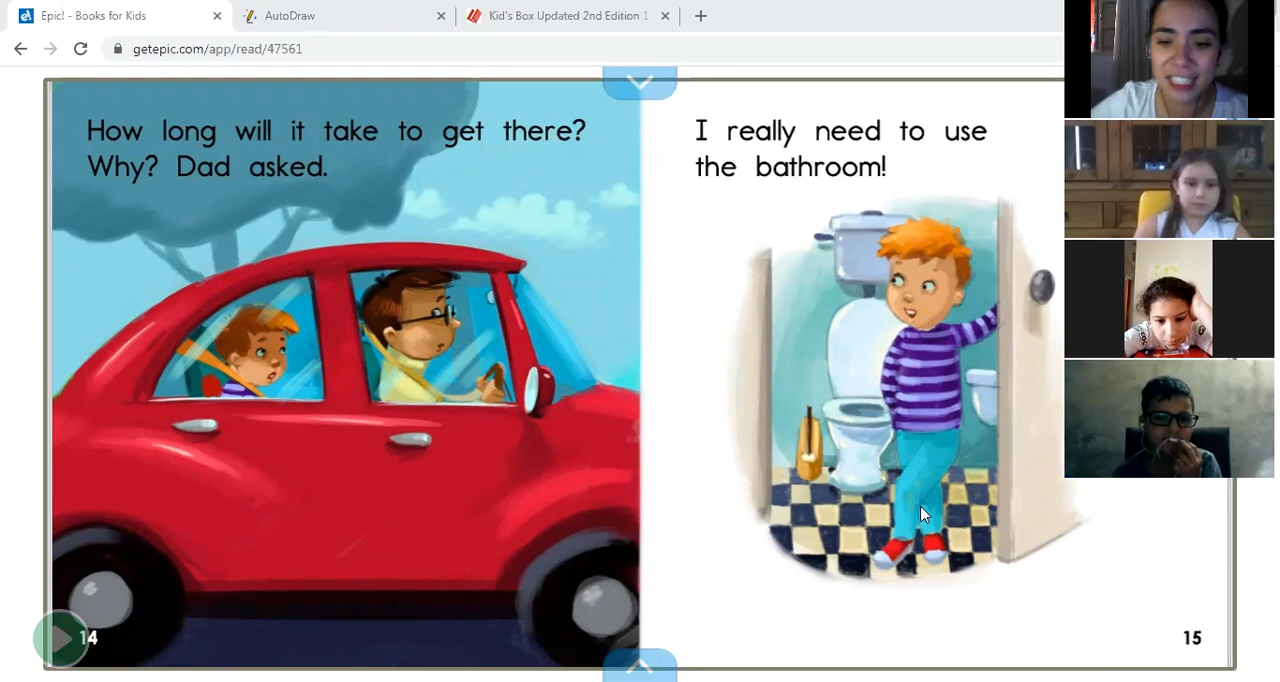 Epic! - Books for Kids
AutoDraw
Kid's Box Updated 2nd Edition 1
getepic.com/app/read/47561
How long will it take to get there?
Why? Dad asked.
I really need to use
the bathroom!
14
15